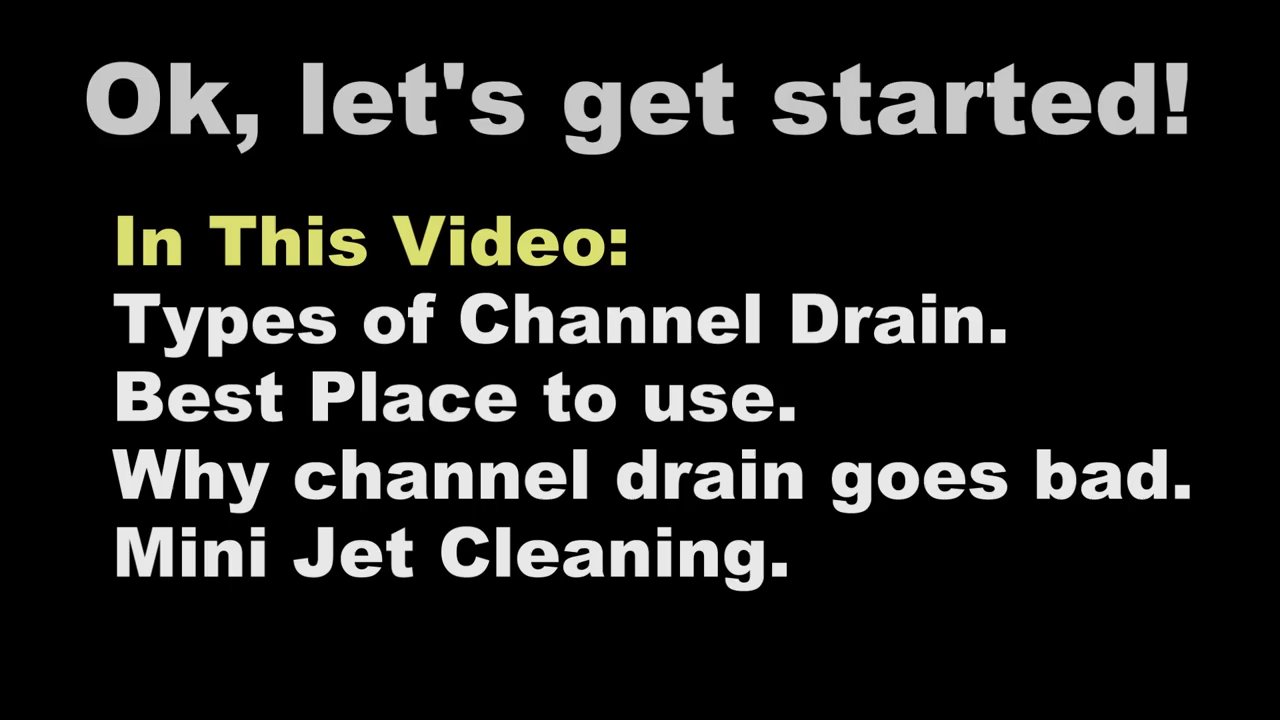 Ok, let's get started!
In This Video:
Types of Channel Drain.
Best Place to use.
Why channel drain goes bad.
Mini Jet Cleaning.